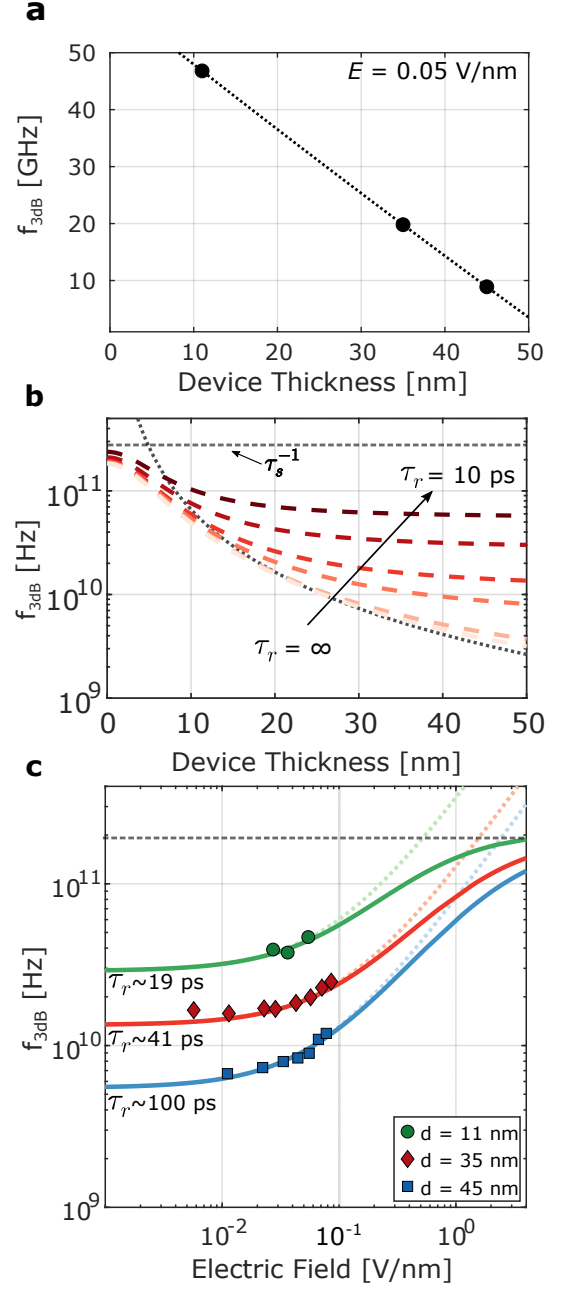 a
50
40
30
20
10
f3dB [GHz]
E = 0.05 V/nm
0 10 20 30 40 50
Device Thickness [nm]
b
10^11
10^10
10^9
f3dB [Hz]
τs^-1
τr = 10 ps
τr = ∞
0 10 20 30 40 50
Device Thickness [nm]
c
10^11
10^10
10^9
f3dB [Hz]
τr~19 ps
τr~41 ps
τr~100 ps
d = 11 nm
d = 35 nm
d = 45 nm
10^-2 10^-1 10^0
Electric Field [V/nm]